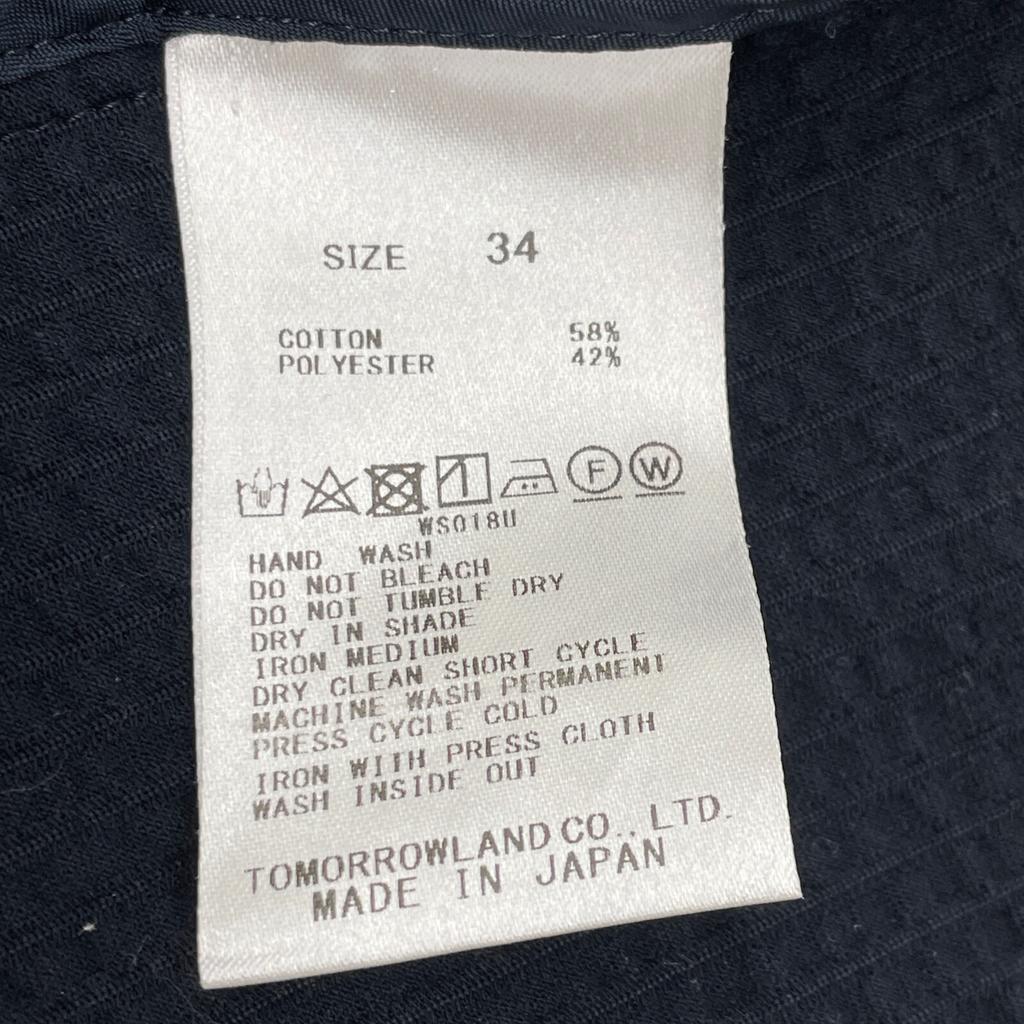 SIZE 34
COTTON 58%
POLYESTER 42%
F W
WS018U
HAND WASH
DO NOT BLEACH
DO NOT TUMBLE DRY
DRY IN SHADE
IRON MEDIUM
DRY CLEAN SHORT CYCLE
MACHINE WASH PERMANENT
PRESS CYCLE COLD
IRON WITH PRESS CLOTH
WASH INSIDE OUT
TOMORROWLAND CO., LTD.
MADE IN JAPAN